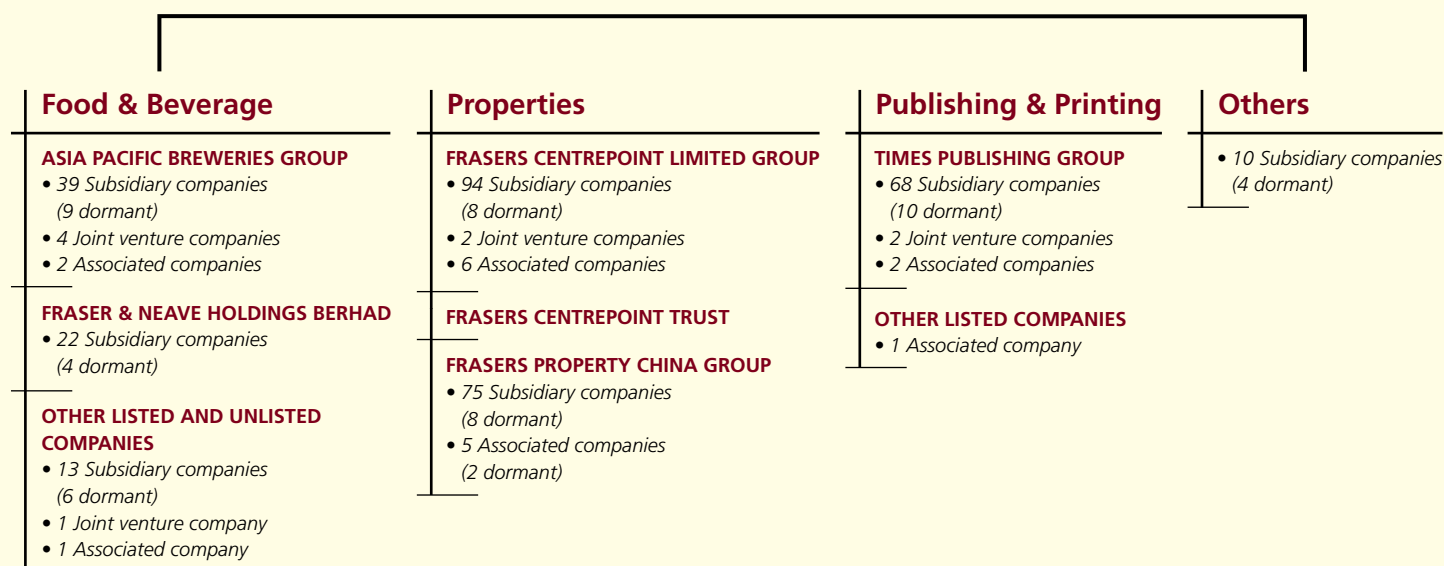 Food & Beverage
ASIA PACIFIC BREWERIES GROUP
• 39 Subsidiary companies
(9 dormant)
• 4 Joint venture companies
• 2 Associated companies
FRASER & NEAVE HOLDINGS BERHAD
• 22 Subsidiary companies
(4 dormant)
OTHER LISTED AND UNLISTED
COMPANIES
• 13 Subsidiary companies
(6 dormant)
• 1 Joint venture company
• 1 Associated company
Properties
FRASERS CENTREPOINT LIMITED GROUP
• 94 Subsidiary companies
(8 dormant)
• 2 Joint venture companies
• 6 Associated companies
FRASERS CENTREPOINT TRUST
FRASERS PROPERTY CHINA GROUP
• 75 Subsidiary companies
(8 dormant)
• 5 Associated companies
(2 dormant)
Publishing & Printing
TIMES PUBLISHING GROUP
• 68 Subsidiary companies
(10 dormant)
• 2 Joint venture companies
• 2 Associated companies
OTHER LISTED COMPANIES
• 1 Associated company
Others
• 10 Subsidiary companies
(4 dormant)